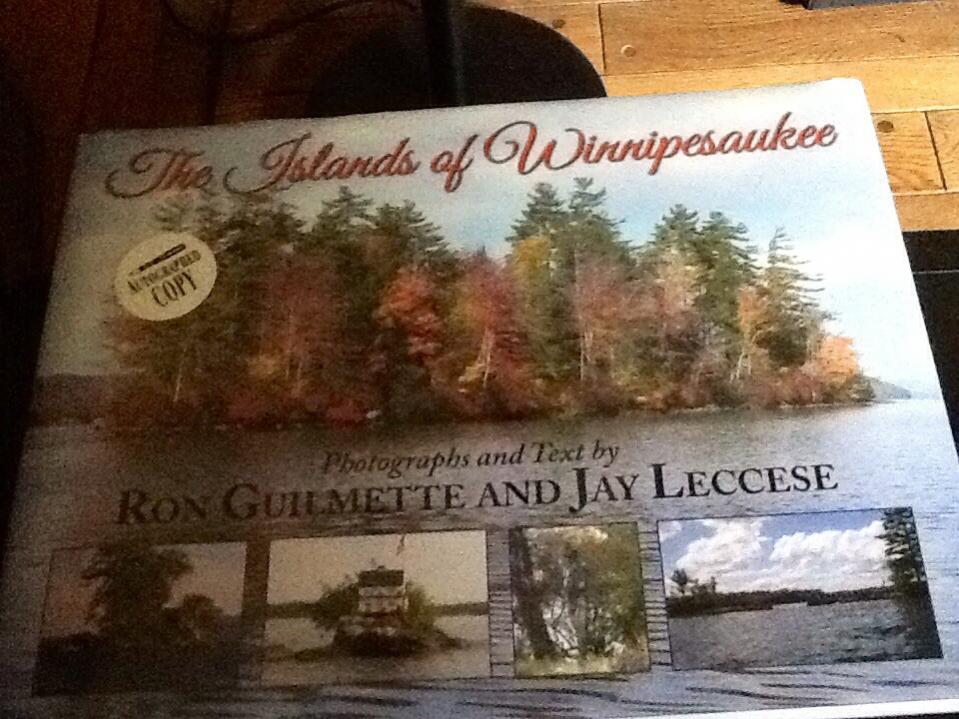 The Islands of Winnipesaukee
AUTOGRAPHED
COPY
Photographs and Text by
RON GUILMETTE AND JAY LECCESE